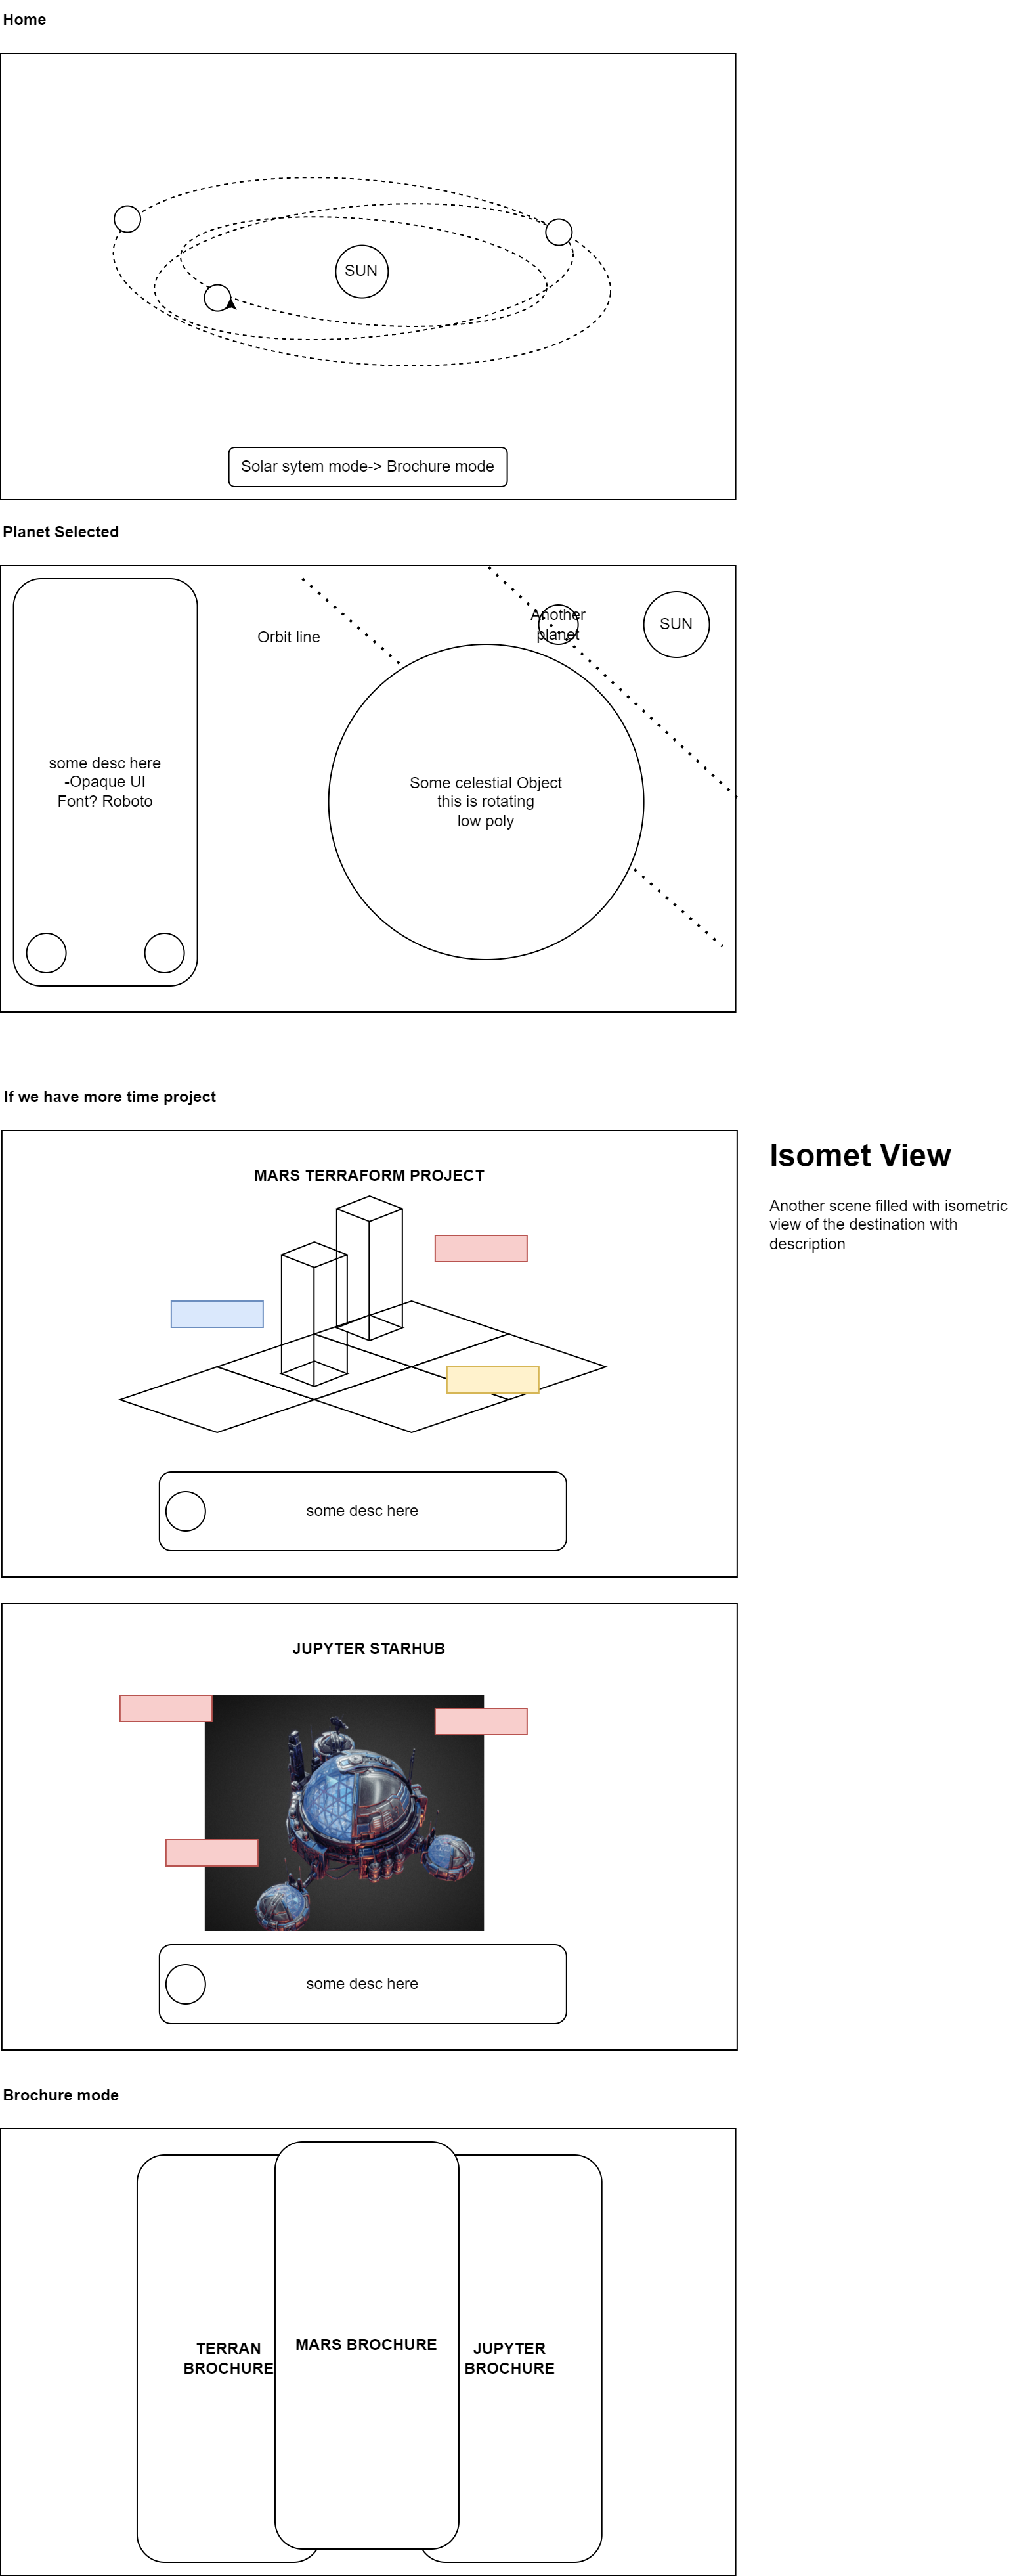 Home
SUN
Solar sytem mode-> Brochure mode
Planet Selected
Another
planet
SUN
Orbit line
some desc here
-Opaque UI
Font? Roboto
Some celestial Object
this is rotating
low poly
If we have more time project
MARS TERRAFORM PROJECT
Isomet View
Another scene filled with isometric
view of the destination with
description
some desc here
JUPYTER STARHUB
some desc here
Brochure mode
TERRAN
BROCHURE
MARS BROCHURE
JUPYTER
BROCHURE